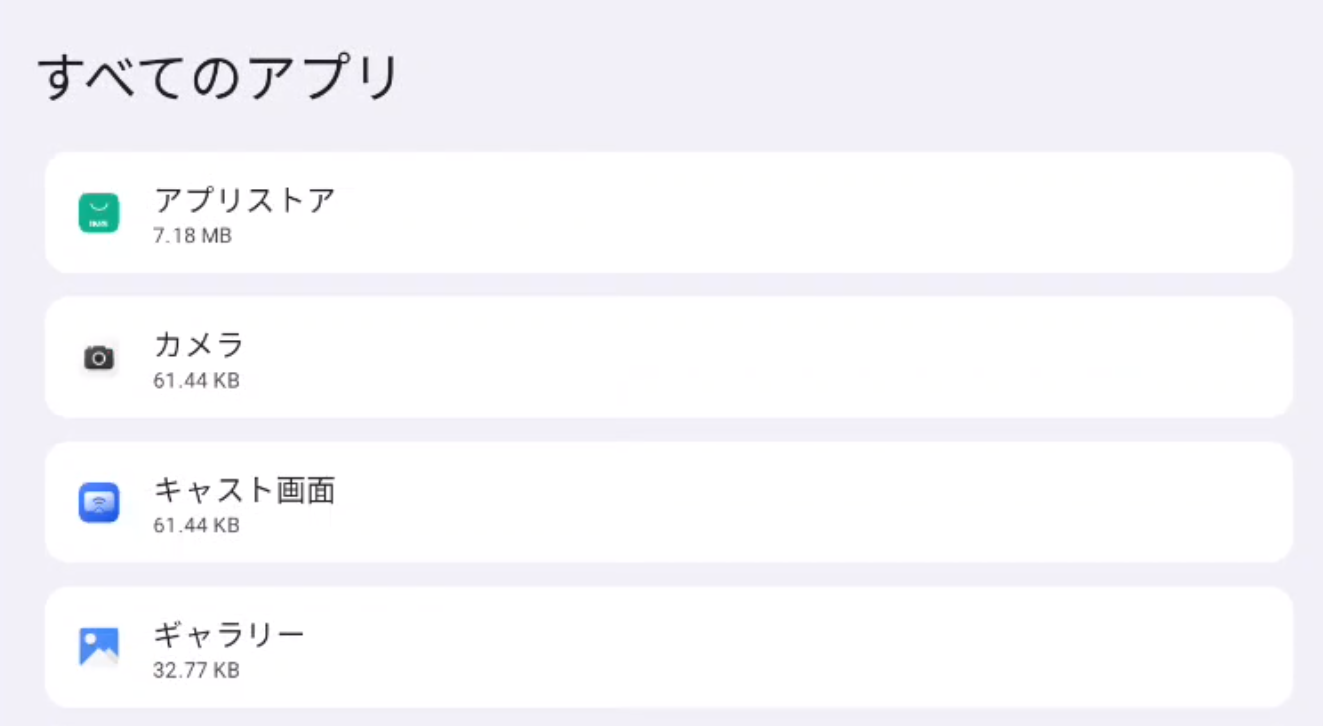 すべてのアプリ
アプリストア
7.18 MB
カメラ
61.44 KB
キャスト画面
61.44 KB
ギャラリー
32.77 KB